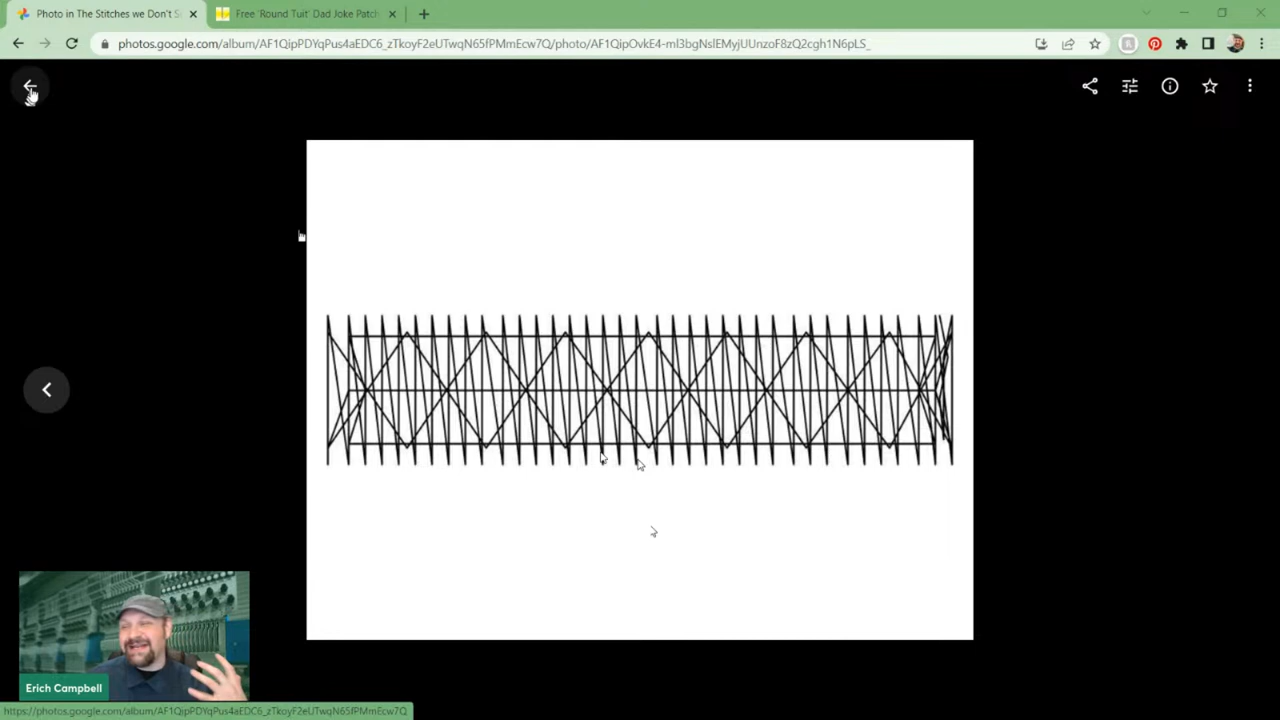 Photo in The Stitches we Don't S
Free 'Round Tuit' Dad Joke Patch
photos.google.com/album/AF1QipPDYqPus4aEDC6_zTkoyF2eUTwqN65fPMmEcw7Q/photo/AF1QipOvkE4-ml3bgNslEMyjUUnzoF8zQ2cgh1N6pLS_
Erich Campbell
https://photos.google.com/album/AF1QipPDYqPus4aEDC6_zTkoyF2eUTwqN65fPMmEcw7Q